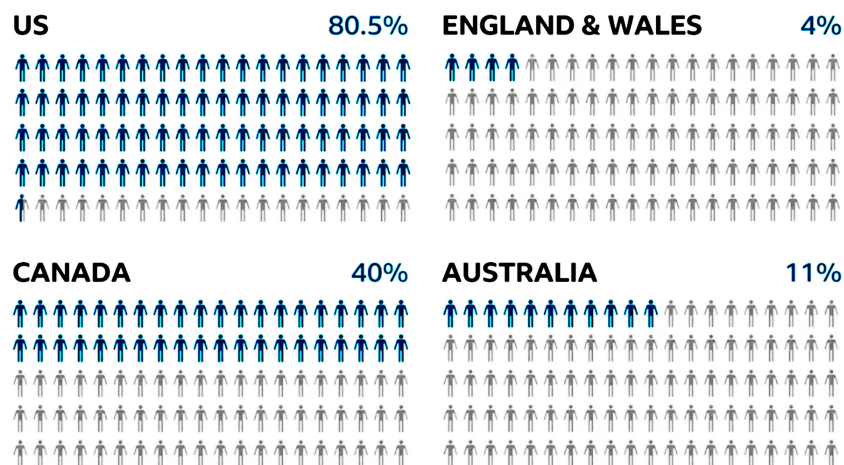 US 80.5%
ENGLAND & WALES 4%
CANADA 40%
AUSTRALIA 11%